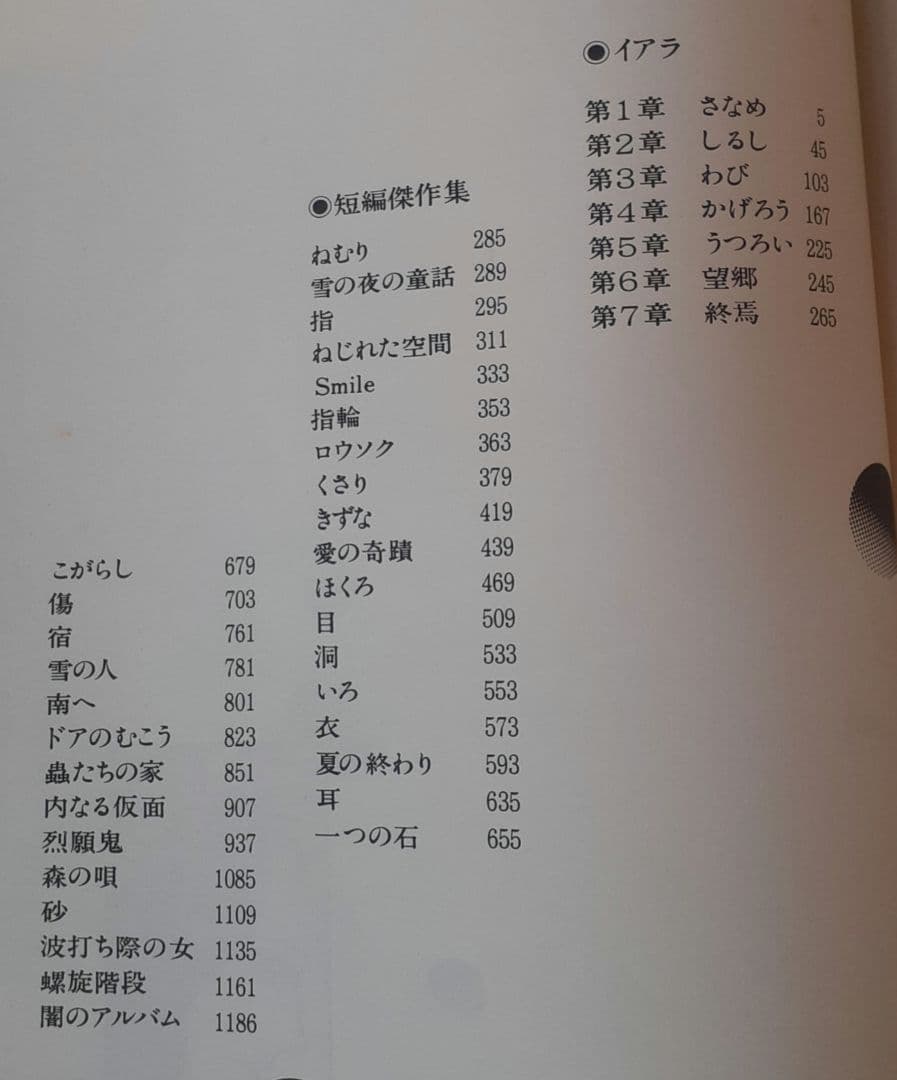 ◉イアラ
第1章 さなめ 5
第2章 しるし 45
第3章 わび 103
第4章 かげろう 167
第5章 うつろい 225
第6章 望郷 245
第7章 終焉 265
◉短編傑作集
ねむり 285
雪の夜の童話 289
指 295
ねじれた空間 311
Smile 333
指輪 353
ロウソク 363
くさり 379
きずな 419
愛の奇蹟 439
ほくろ 469
目 509
洞 533
いろ 553
衣 573
夏の終わり 593
耳 635
一つの石 655
こがらし 679
傷 703
宿 761
雪の人 781
南へ 801
ドアのむこう 823
蟲たちの家 851
内なる仮面 907
烈願鬼 937
森の唄 1085
砂 1109
波打ち際の女 1135
螺旋階段 1161
闇のアルバム 1186